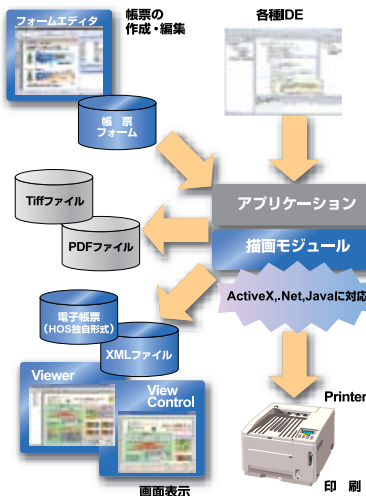 フォームエディタ
帳票の
作成・編集
各種IDE
帳 票
フォーム
Tiffファイル
PDFファイル
アプリケーション
描画モジュール
ActiveX,.Net,Javaに対応
電子帳票
(HOS独自形式)
XMLファイル
Viewer
View
Control
画面表示
Printer
印 刷